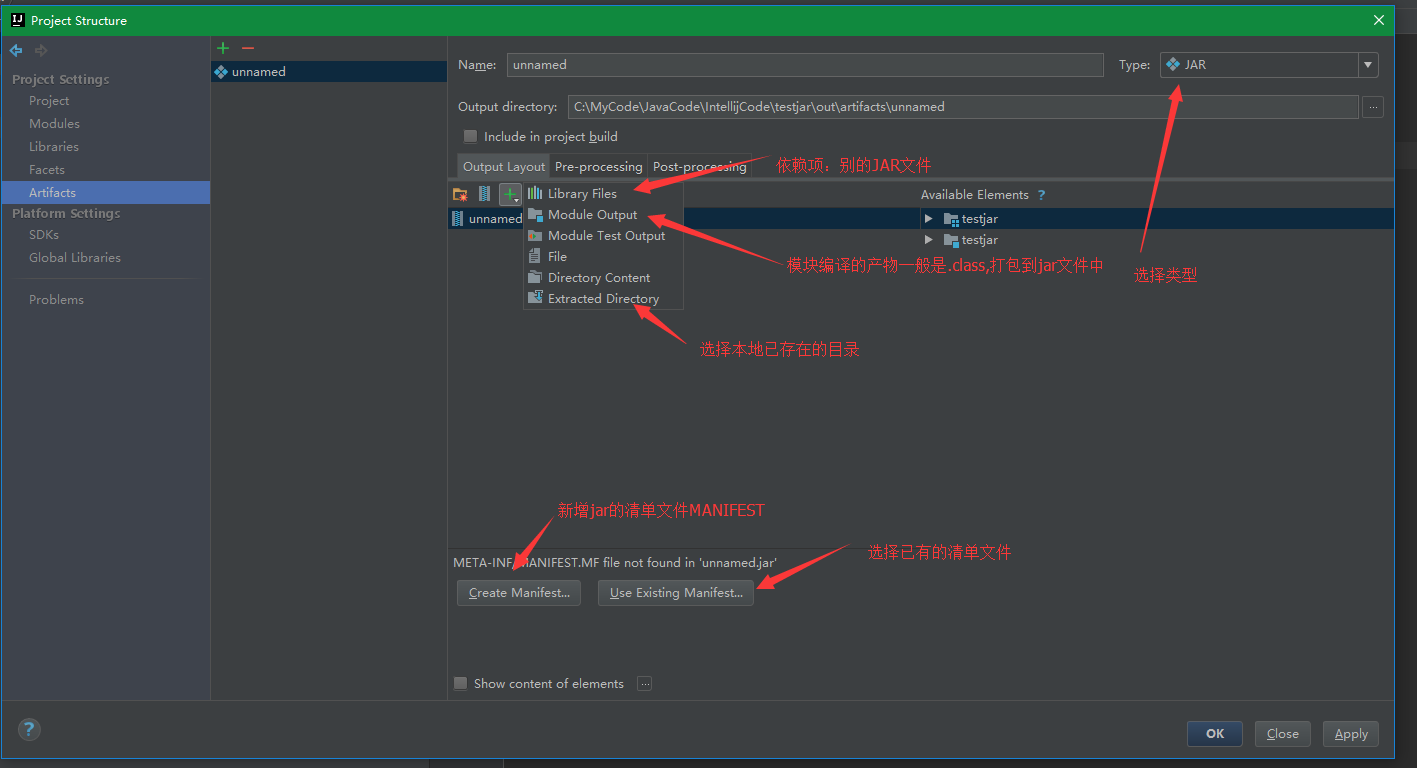 IJ Project Structure
Project Settings
Project
Modules
Libraries
Facets
Artifacts
Platform Settings
SDKs
Global Libraries
Problems
unnamed
Name: unnamed Type: JAR
Output directory: C:\MyCode\JavaCode\IntellijCode\testjar\out\artifacts\unnamed ...
Include in project build
Output Layout Pre-processing Post-processing
依赖项：别的JAR文件
Library Files
Available Elements ?
unnamed
Module Output
testjar
Module Test Output
testjar
File
模块编译的产物一般是.class,打包到jar文件中
选择类型
Directory Content
Extracted Directory
选择本地已存在的目录
新增jar的清单文件MANIFEST
选择已有的清单文件
META-INF/MANIFEST.MF file not found in 'unnamed.jar'
Create Manifest... Use Existing Manifest...
Show content of elements ...
? OK Close Apply